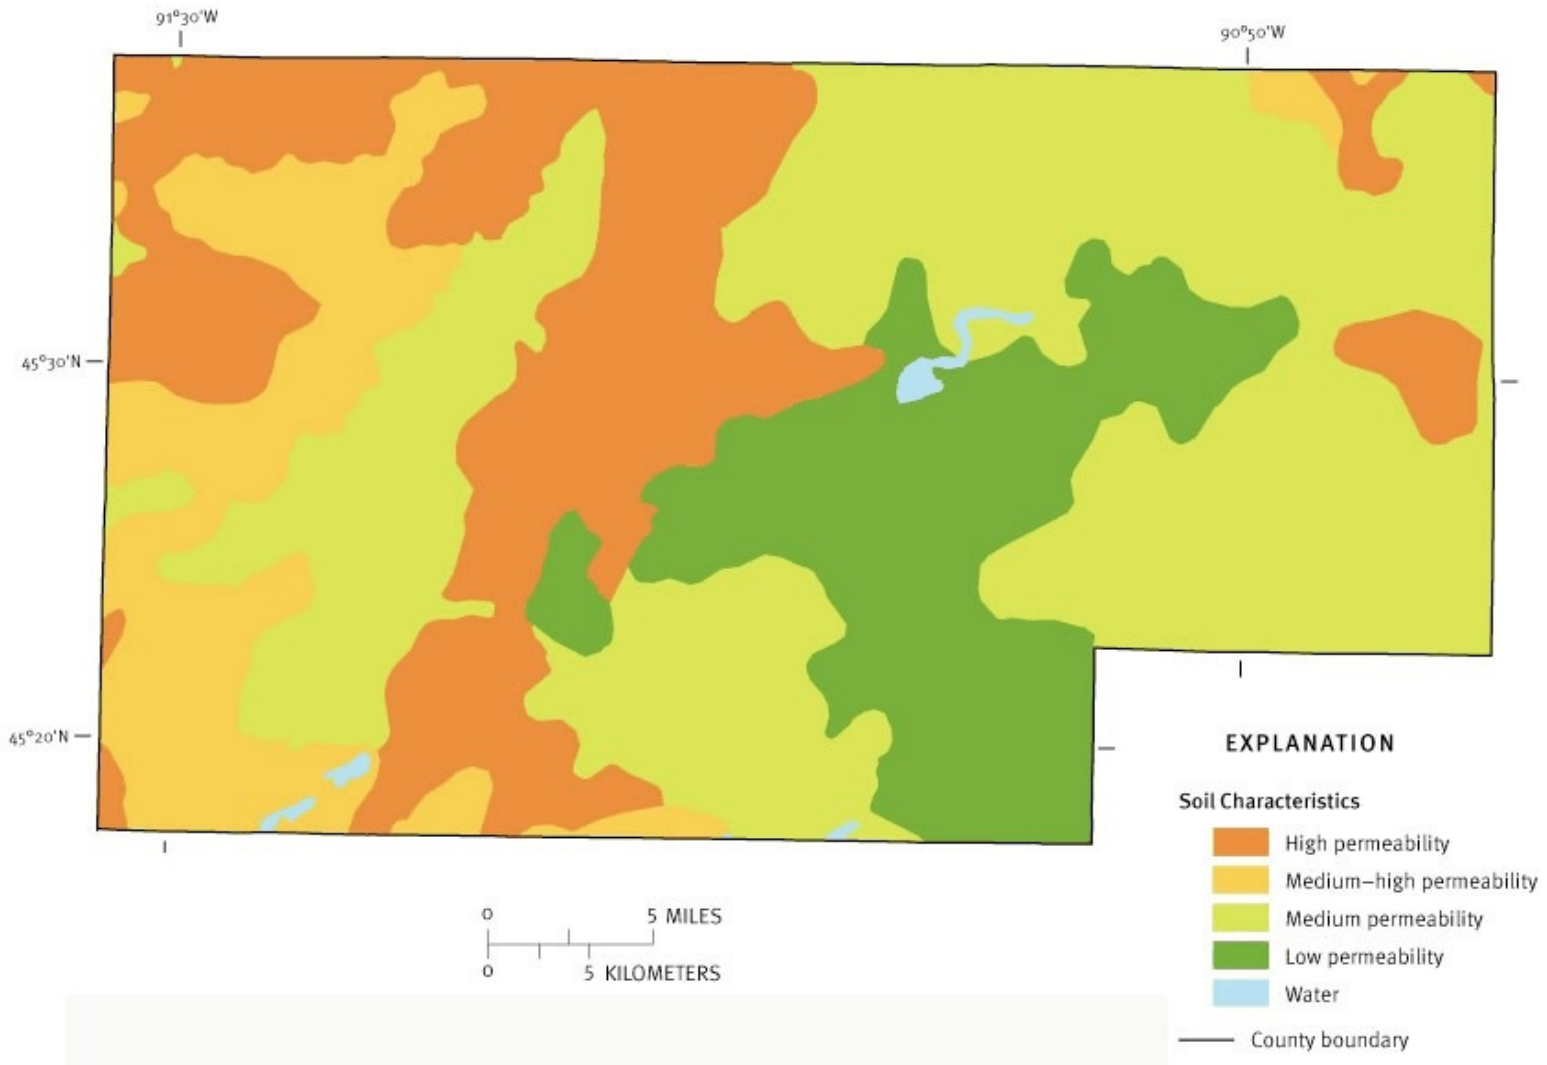 91°30'W
90°50'W
45°30'N
45°20'N
EXPLANATION
Soil Characteristics
High permeability
Medium–high permeability
Medium permeability
Low permeability
Water
County boundary
0 5 MILES
0 5 KILOMETERS